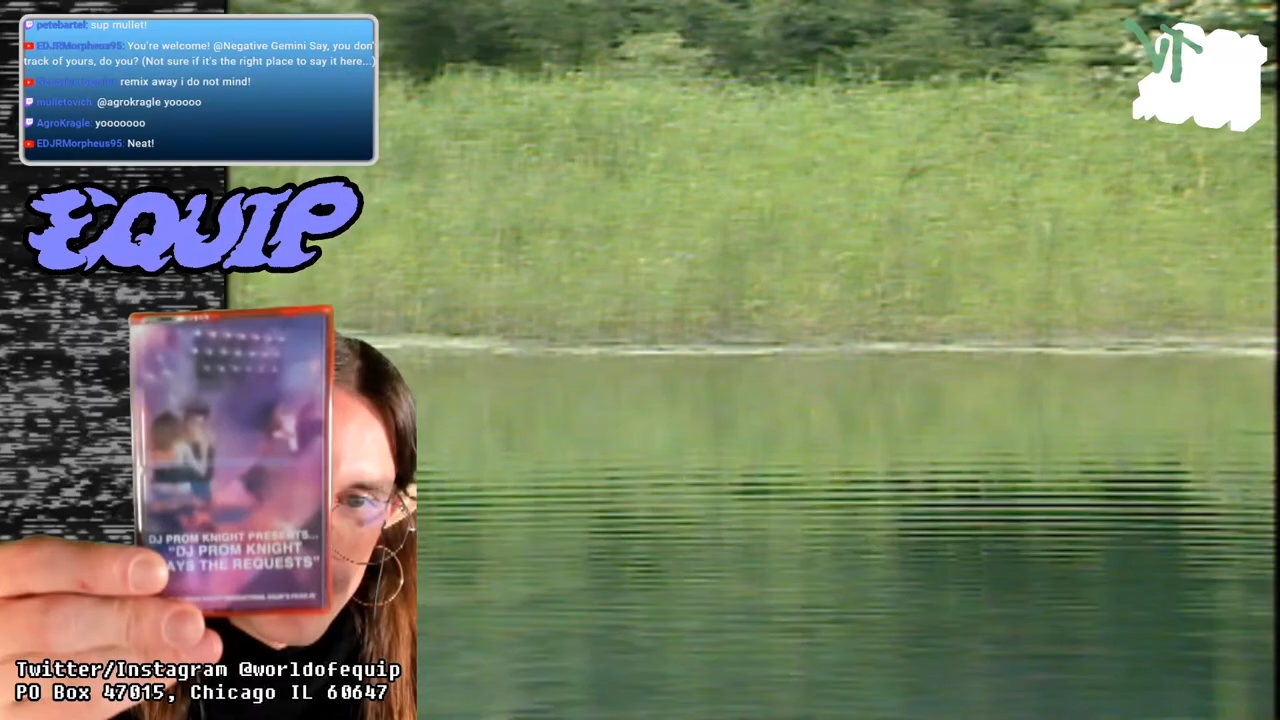 petebartel: sup mullet!
EDJRMorpheus95: You're welcome! @Negative Gemini Say, you don'
track of yours, do you? (Not sure if it's the right place to say it here...)
remix away i do not mind!
mulletovich: @agrokragle yooooo
AgroKragle: yooooooo
EDJRMorpheus95: Neat!
EQUIP
DJ PROM KNIGHT PRESENTS...
"DJ PROM KNIGHT
AYS THE REQUESTS"
Twitter/Instagram @worldofequip
PO Box 47015, Chicago IL 60647